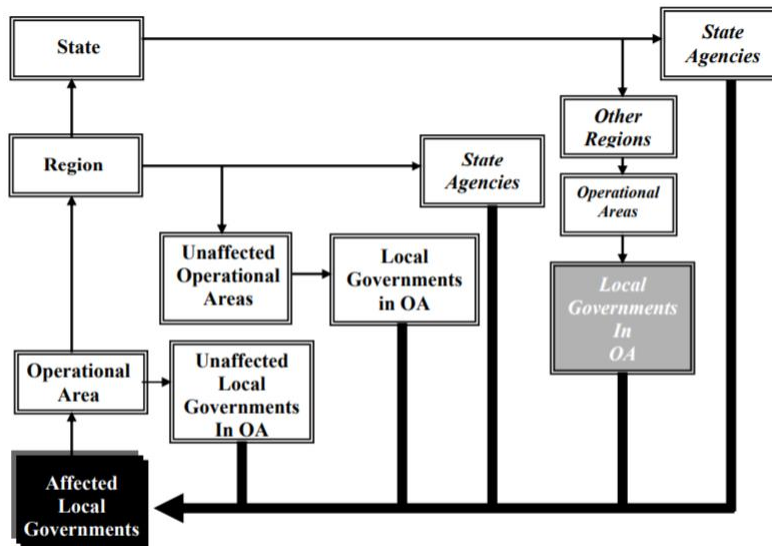 State
State
Agencies
Other
Regions
Region
State
Agencies
Operational
Areas
Unaffected
Operational
Areas
Local
Governments
in OA
Local
Governments
In
OA
Operational
Area
Unaffected
Local
Governments
In OA
Affected
Local
Governments